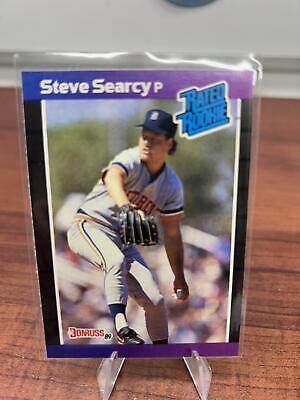 Steve Searcy P
RATED
ROOKIE
DONRUSS
89